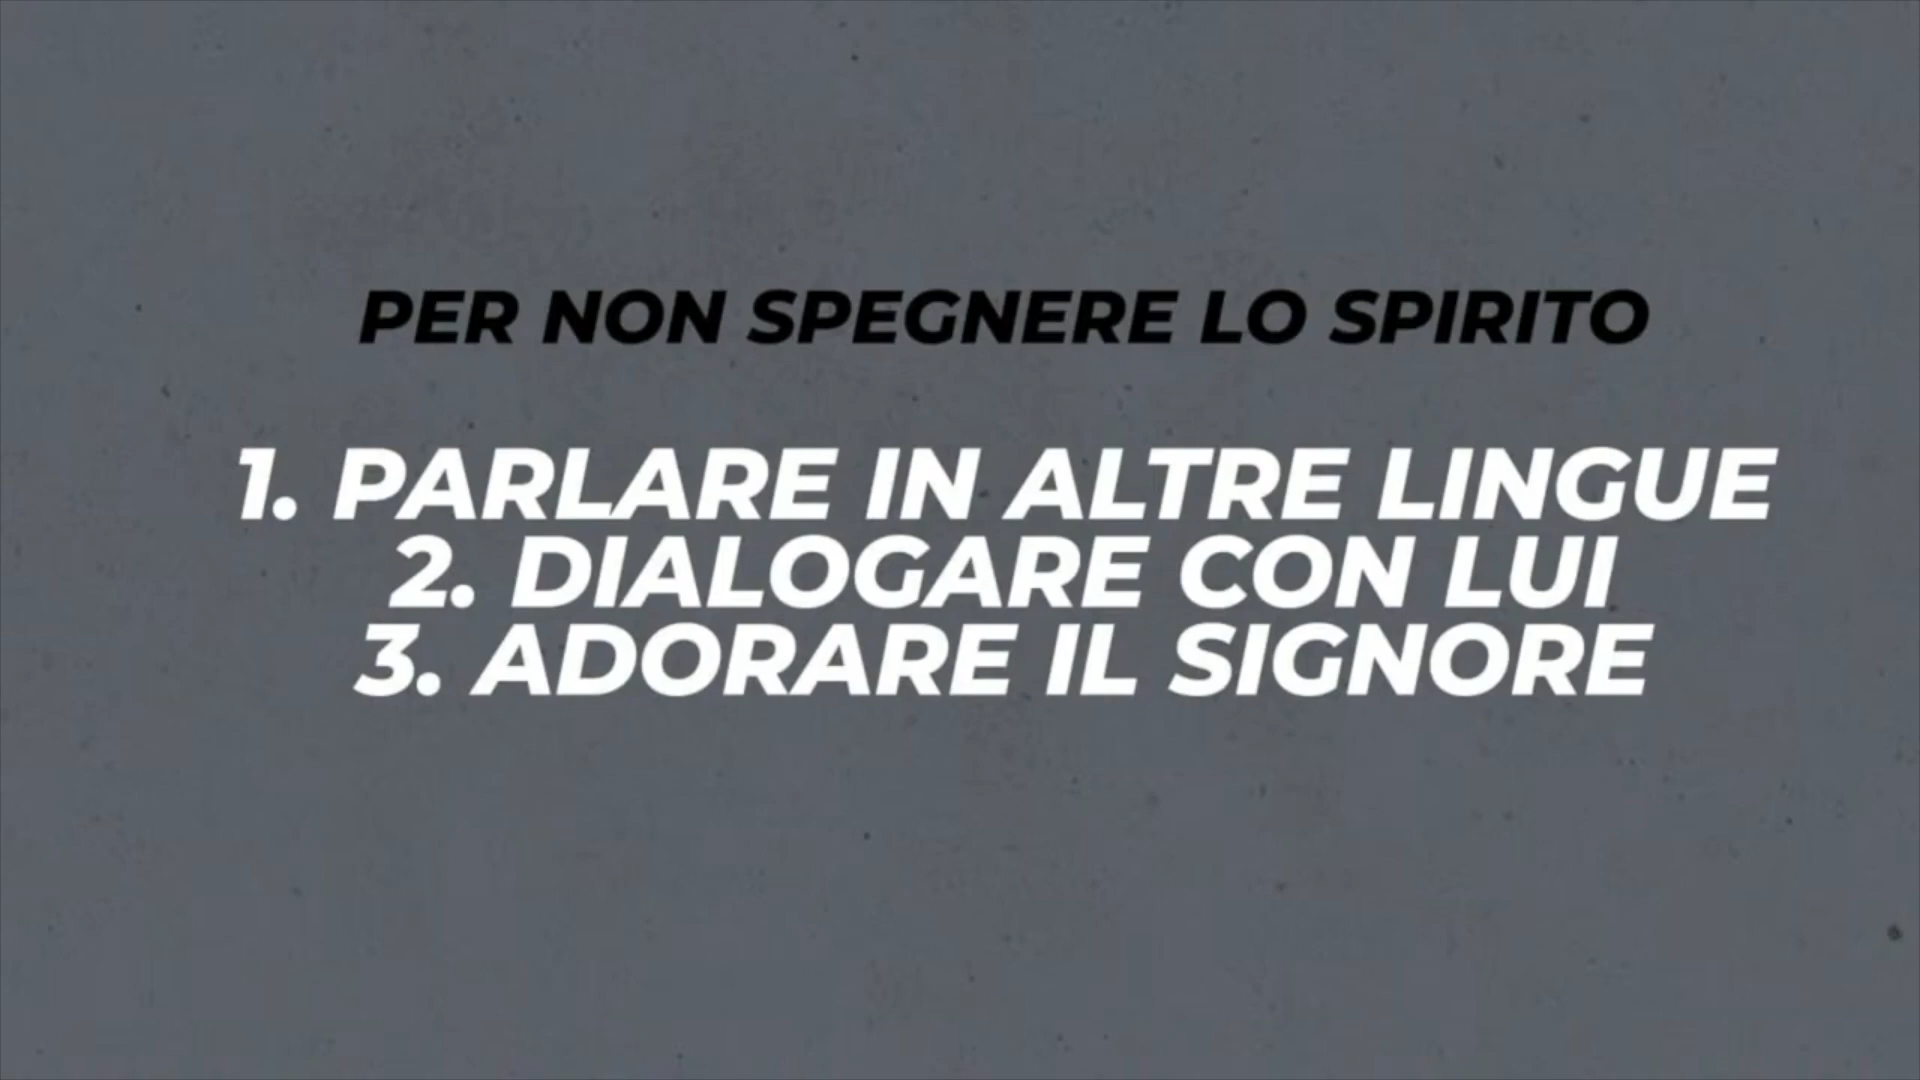 PER NON SPEGNERE LO SPIRITO
1. PARLARE IN ALTRE LINGUE
2. DIALOGARE CON LUI
3. ADORARE IL SIGNORE